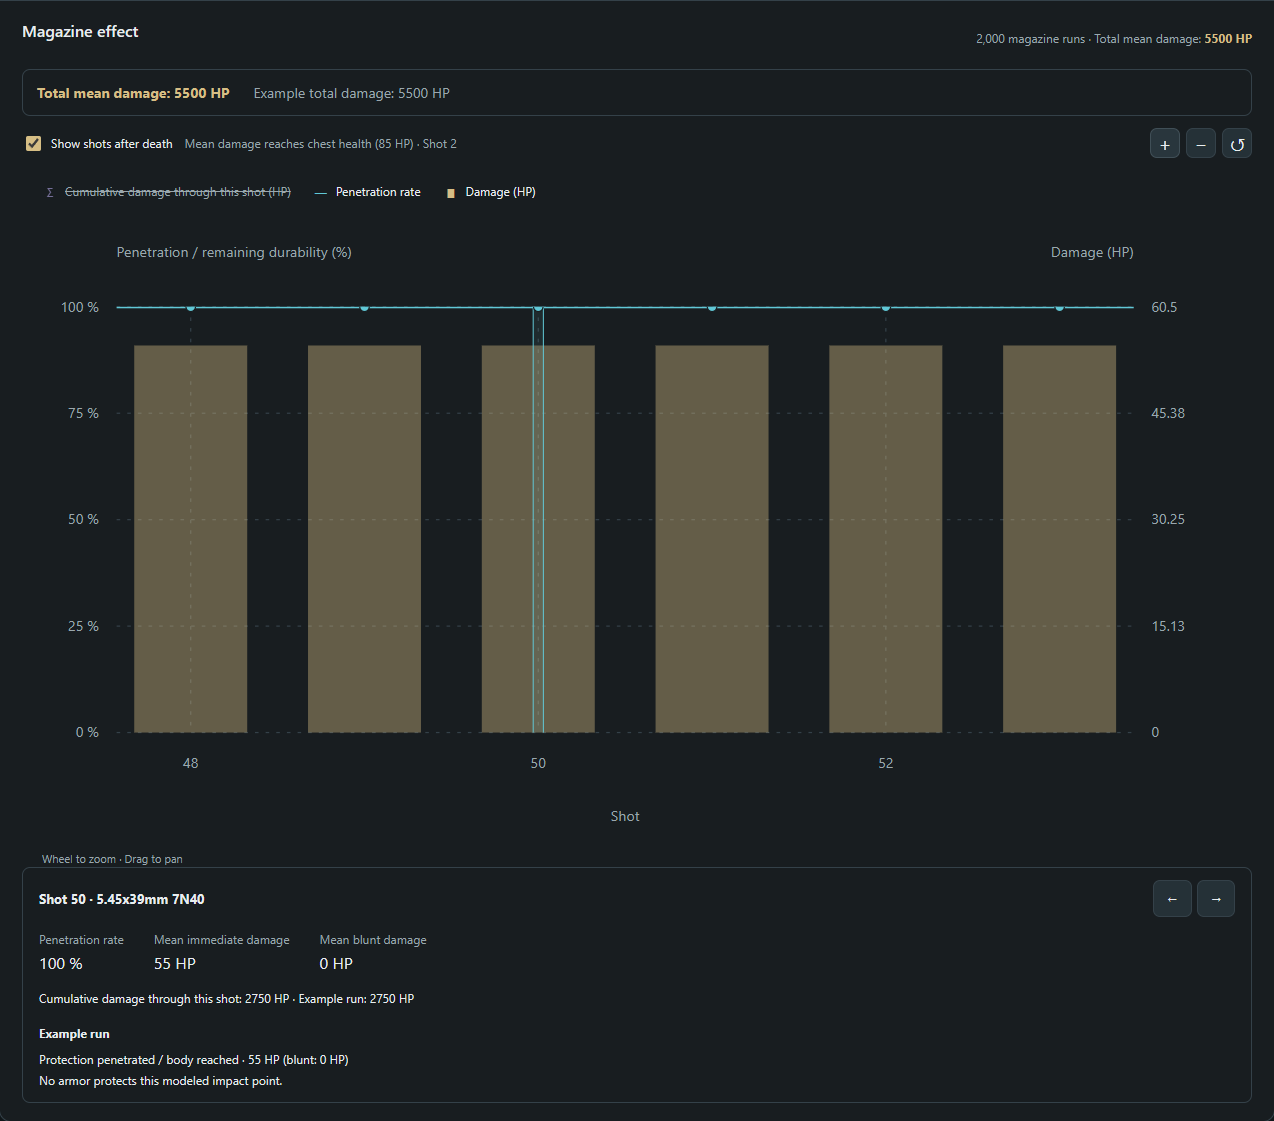 Magazine effect
2,000 magazine runs · Total mean damage: 5500 HP
Total mean damage: 5500 HP Example total damage: 5500 HP
Show shots after death Mean damage reaches chest health (85 HP) · Shot 2
+ − ↺
Σ Cumulative damage through this shot (HP) — Penetration rate Damage (HP)
Penetration / remaining durability (%) Damage (HP)
100 % 60.5
75 % 45.38
50 % 30.25
25 % 15.13
0 % 0
48 50 52
Shot
Wheel to zoom · Drag to pan
Shot 50 · 5.45x39mm 7N40 ← →
Penetration rate Mean immediate damage Mean blunt damage
100 % 55 HP 0 HP
Cumulative damage through this shot: 2750 HP · Example run: 2750 HP
Example run
Protection penetrated / body reached · 55 HP (blunt: 0 HP)
No armor protects this modeled impact point.